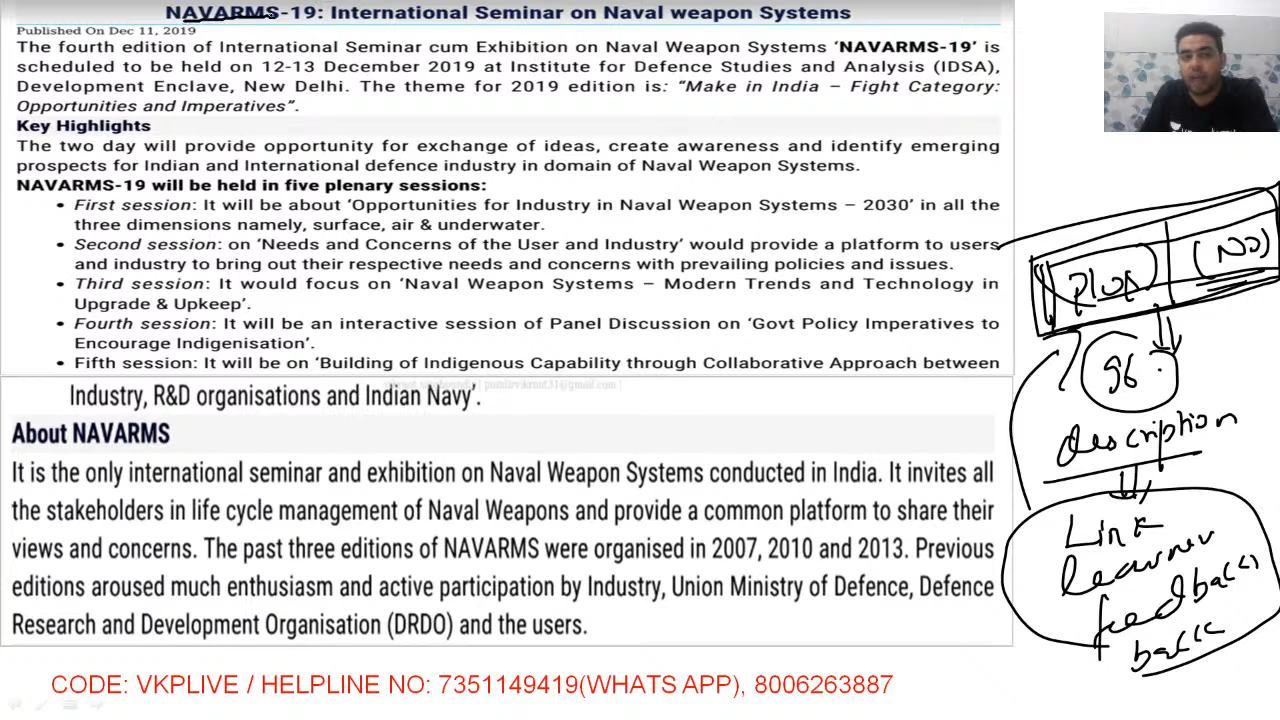 NAVARMS-19: International Seminar on Naval weapon Systems
Published On Dec 11, 2019
The fourth edition of International Seminar cum Exhibition on Naval Weapon Systems ‘NAVARMS-19’ is
scheduled to be held on 12-13 December 2019 at Institute for Defence Studies and Analysis (IDSA),
Development Enclave, New Delhi. The theme for 2019 edition is: “Make in India – Fight Category:
Opportunities and Imperatives”.
Key Highlights
The two day will provide opportunity for exchange of ideas, create awareness and identify emerging
prospects for Indian and International defence industry in domain of Naval Weapon Systems.
NAVARMS-19 will be held in five plenary sessions:
• First session: It will be about ‘Opportunities for Industry in Naval Weapon Systems – 2030’ in all the
three dimensions namely, surface, air & underwater.
• Second session: on ‘Needs and Concerns of the User and Industry’ would provide a platform to users
and industry to bring out their respective needs and concerns with prevailing policies and issues.
• Third session: It would focus on ‘Naval Weapon Systems – Modern Trends and Technology in
Upgrade & Upkeep’.
• Fourth session: It will be an interactive session of Panel Discussion on ‘Govt Policy Imperatives to
Encourage Indigenisation’.
• Fifth session: It will be on ‘Building of Indigenous Capability through Collaborative Approach between
Industry, R&D organisations and Indian Navy’.
About NAVARMS
It is the only international seminar and exhibition on Naval Weapon Systems conducted in India. It invites all
the stakeholders in life cycle management of Naval Weapons and provide a common platform to share their
views and concerns. The past three editions of NAVARMS were organised in 2007, 2010 and 2013. Previous
editions aroused much enthusiasm and active participation by Industry, Union Ministry of Defence, Defence
Research and Development Organisation (DRDO) and the users.
CODE: VKPLIVE / HELPLINE NO: 7351149419(WHATS APP), 8006263887
description
Link
learner
feedback
back